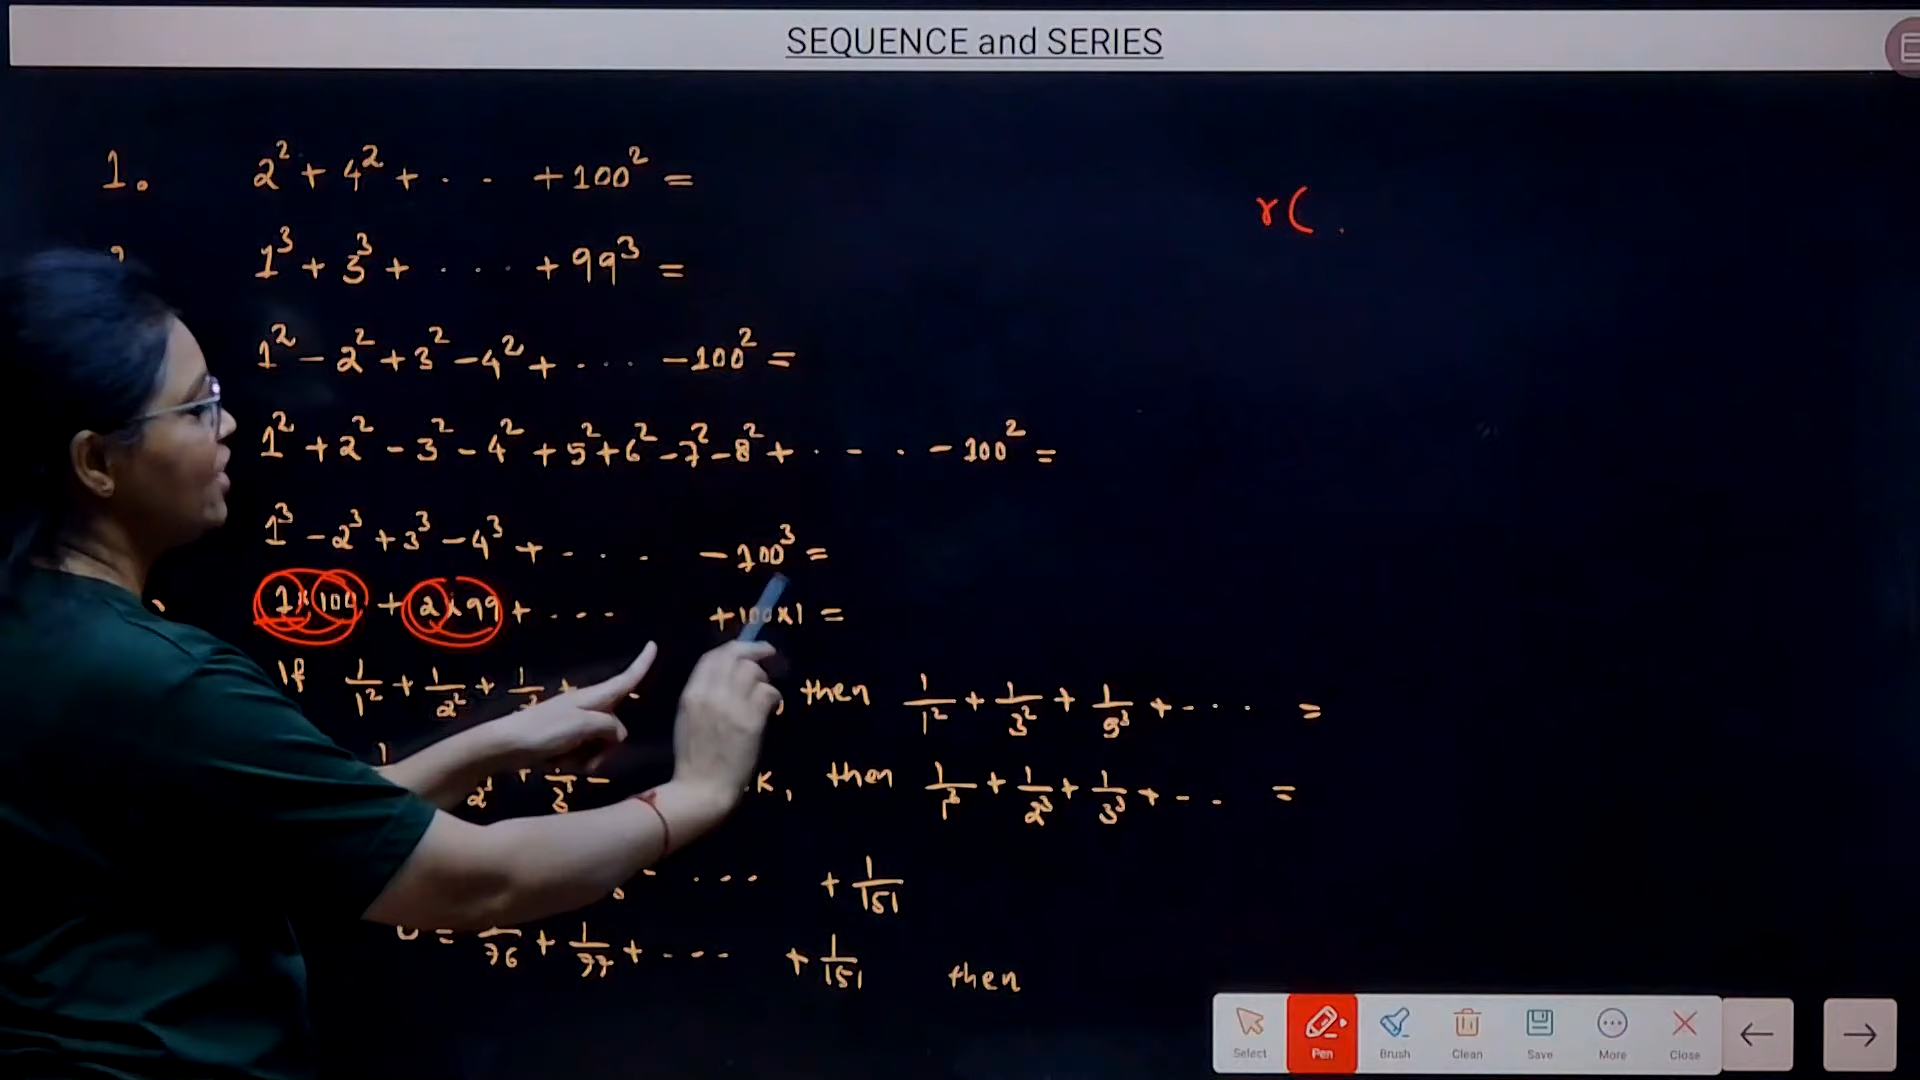 SEQUENCE and SERIES
1. 2² + 4² + . . . + 100² =
r( .
1³ + 3³ + . . . . + 99³ =
1² - 2² + 3² - 4² + . . . . - 100² =
1² + 2² - 3² - 4² + 5² + 6² - 7² - 8² + . - - . - 100² =
1³ - 2³ + 3³ - 4³ + . . . - 100³ =
1×100 + 2×99 + . . . + 100×1 =
If 1/1² + 1/2² + , then 1/1² + 1/3² + 1/5³ + . . . =
K, then 1/1³ + 1/2³ + 1/3³ + - . . =
. . . + 1/151
= /76 + 1/77 + . - - - + 1/151 then
Select Pen Brush Clean Save More Close